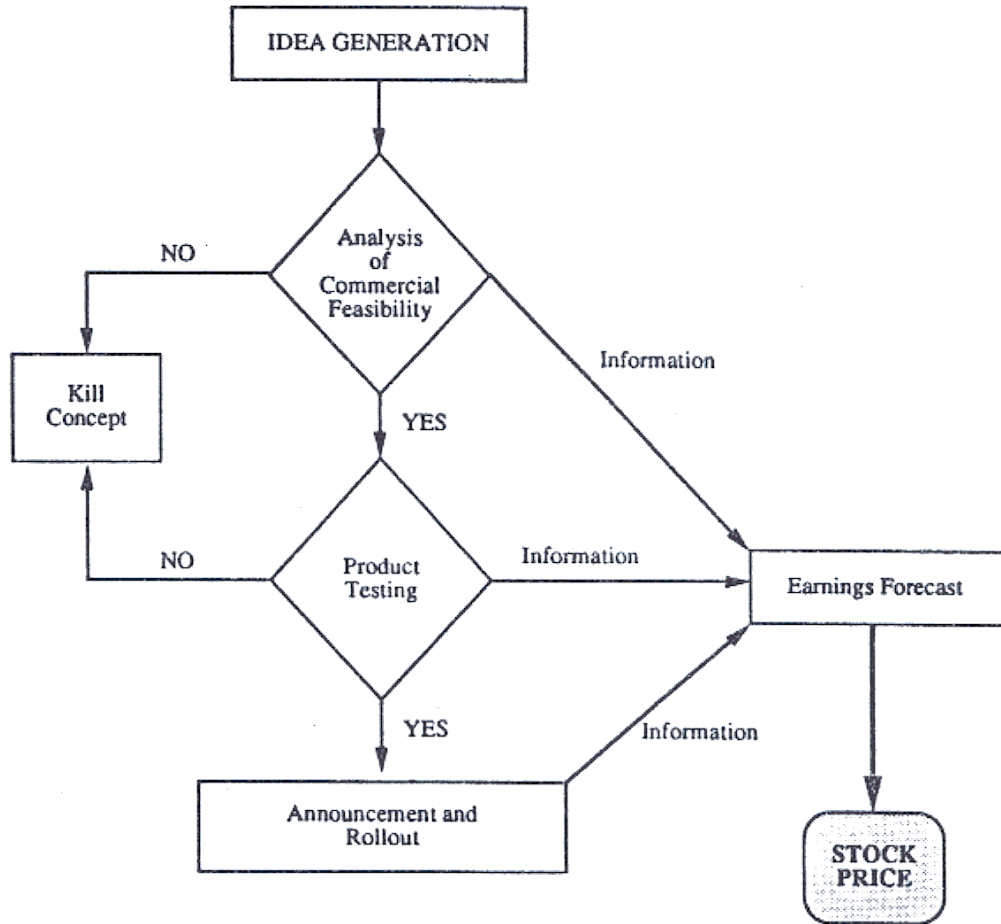 IDEA GENERATION
Analysis
of
Commercial
Feasibility
NO
Information
Kill
Concept
YES
Product
Testing
NO
Information
Earnings Forecast
YES
Information
Announcement and
Rollout
STOCK
PRICE